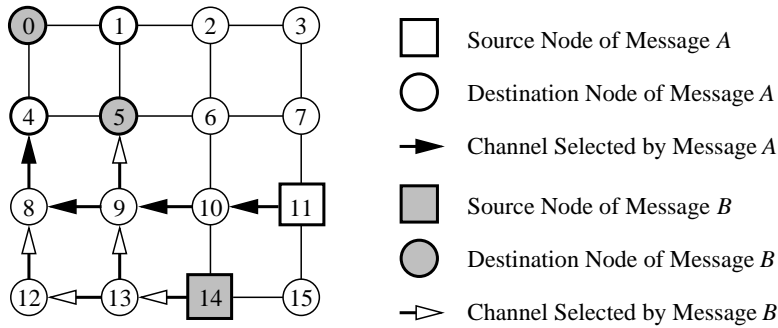 0 1 2 3
4 5 6 7
8 9 10 11
12 13 14 15
Source Node of Message A
Destination Node of Message A
Channel Selected by Message A
Source Node of Message B
Destination Node of Message B
Channel Selected by Message B